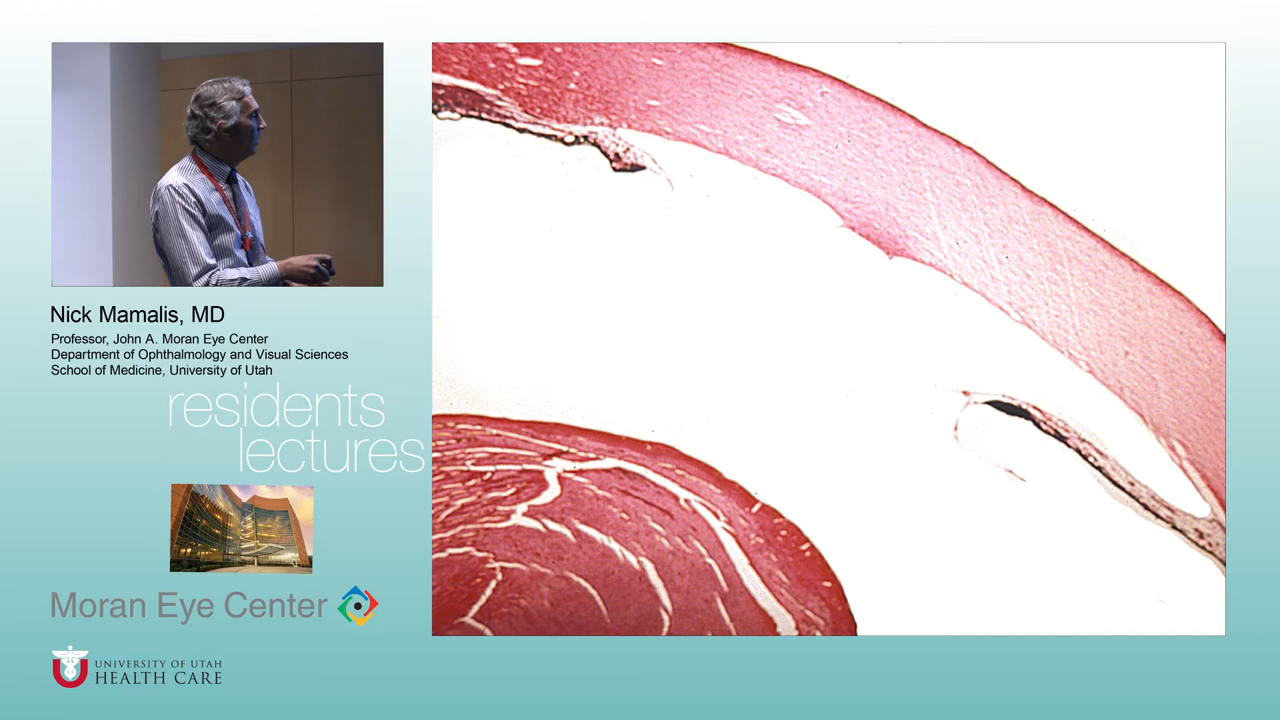 Nick Mamalis, MD
Professor, John A. Moran Eye Center
Department of Ophthalmology and Visual Sciences
School of Medicine, University of Utah
residents
lectures
Moran Eye Center
UNIVERSITY OF UTAH
HEALTH CARE